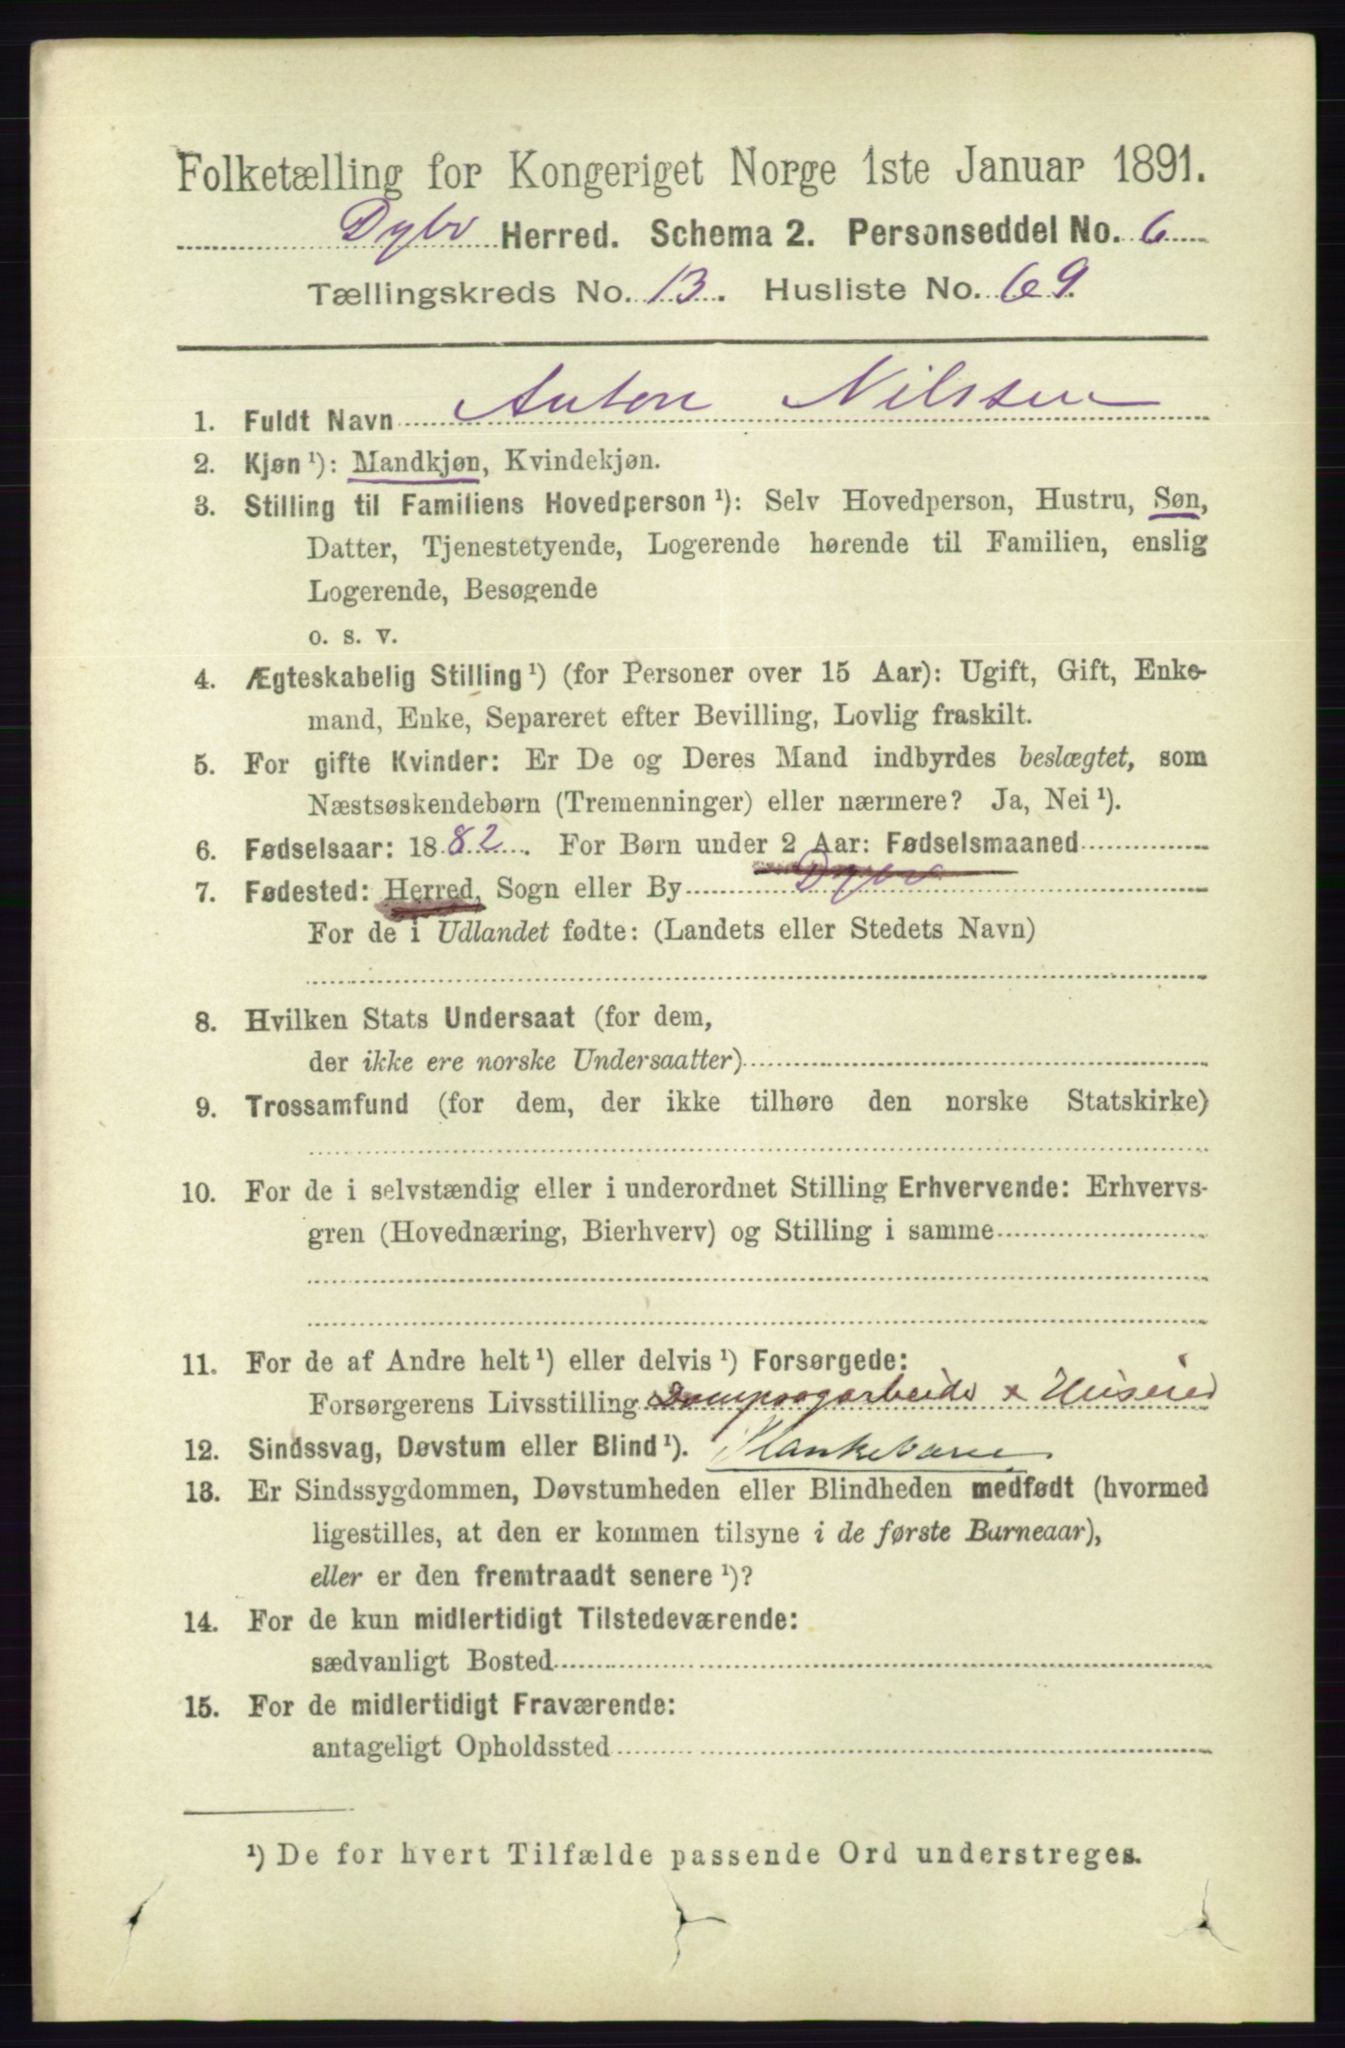 Folketælling for Kongeriget Norge 1ste Januar 1891.
Dybo Herred. Schema 2. Personseddel No. 6
Tællingskreds No. 13. Husliste No. 69.
1. Fuldt Navn Anton Nilssen
2. Kjøn ¹): Mandkjøn, Kvindekjøn.
3. Stilling til Familiens Hovedperson ¹): Selv Hovedperson, Hustru, Søn,
Datter, Tjenestetyende, Logerende hørende til Familien, enslig
Logerende, Besøgende
o. s. v.
4. Ægteskabelig Stilling ¹) (for Personer over 15 Aar): Ugift, Gift, Enke-
mand, Enke, Separeret efter Bevilling, Lovlig fraskilt.
5. For gifte Kvinder: Er De og Deres Mand indbyrdes beslægtet, som
Næstsøskendebørn (Tremenninger) eller nærmere? Ja, Nei ¹).
6. Fødselsaar: 1882. For Børn under 2 Aar: Fødselsmaaned
7. Fødested: Herred, Sogn eller By Dybo
For de i Udlandet fødte: (Landets eller Stedets Navn)
8. Hvilken Stats Undersaat (for dem,
der ikke ere norske Undersaatter)
9. Trossamfund (for dem, der ikke tilhøre den norske Statskirke)
10. For de i selvstændig eller i underordnet Stilling Erhvervende: Erhvervs-
gren (Hovednæring, Bierhverv) og Stilling i samme
11. For de af Andre helt ¹) eller delvis ¹) Forsørgede:
Forsørgerens Livsstilling Dampsagarbeide x Huseier
12. Sindssvag, Døvstum eller Blind ¹). Plankebærer
13. Er Sindssygdommen, Døvstumheden eller Blindheden medfødt (hvormed
ligestilles, at den er kommen tilsyne i de første Barneaar),
eller er den fremtraadt senere ¹)?
14. For de kun midlertidigt Tilstedeværende:
sædvanligt Bosted
15. For de midlertidigt Fraværende:
antageligt Opholdssted
¹) De for hvert Tilfælde passende Ord understreges.